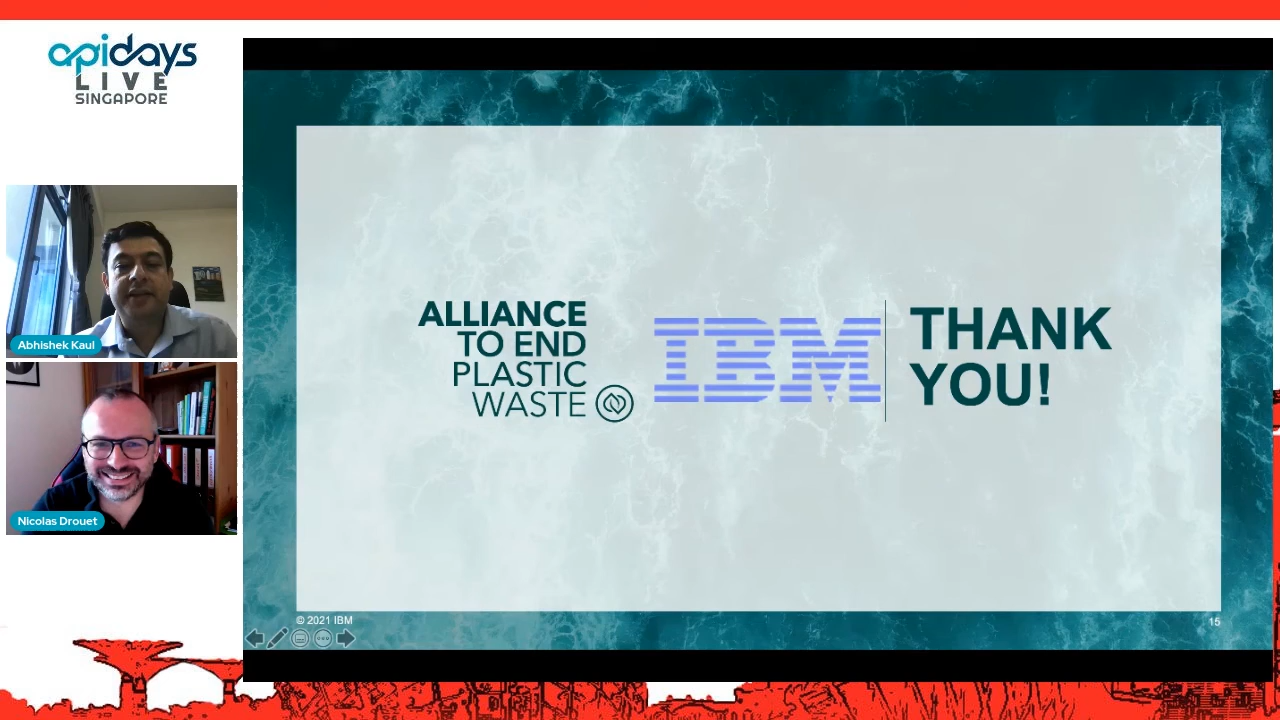 apidays
LIVE
SINGAPORE
Abhishek Kaul
Nicolas Drouet
ALLIANCE
TO END
PLASTIC
WASTE
IBM
THANK
YOU!
© 2021 IBM
15